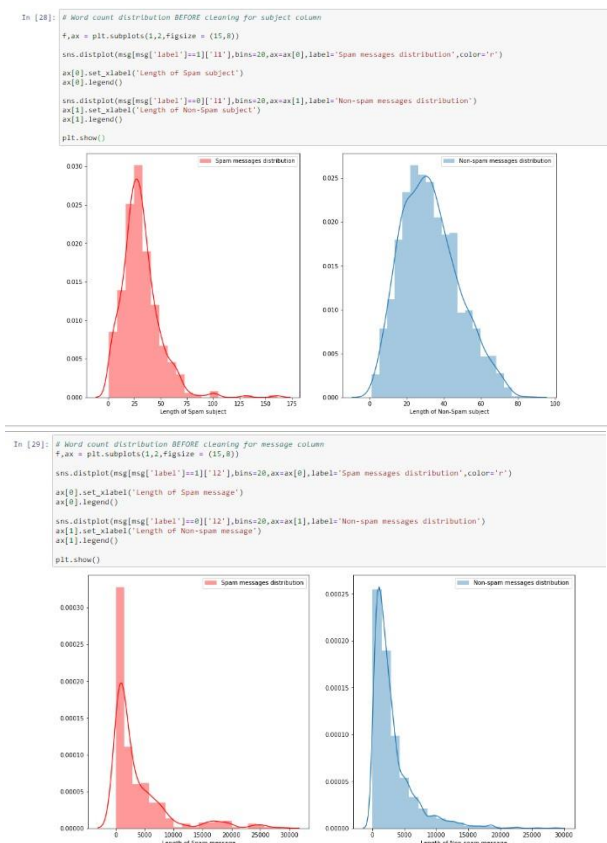 In [28]: # Word count distribution BEFORE cleaning for subject column
f,ax = plt.subplots(1,2,figsize = (15,8))
sns.distplot(msg[msg['label']==1]['l1'],bins=20,ax=ax[0],label='Spam messages distribution',color='r')
ax[0].set_xlabel('Length of Spam subject')
ax[0].legend()
sns.distplot(msg[msg['label']==0]['l1'],bins=20,ax=ax[1],label='Non-spam messages distribution')
ax[1].set_xlabel('Length of Non-Spam subject')
ax[1].legend()
plt.show()
Spam messages distribution
0.030
0.025
0.020
0.015
0.010
0.005
0.000
0 25 50 75 100 125 150 175
Length of Spam subject
Non-spam messages distribution
0.025
0.020
0.015
0.010
0.005
0.000
0 20 40 60 80 100
Length of Non-Spam subject
In [29]: # Word count distribution BEFORE cleaning for message column
f,ax = plt.subplots(1,2,figsize = (15,8))
sns.distplot(msg[msg['label']==1]['l2'],bins=20,ax=ax[0],label='Spam messages distribution',color='r')
ax[0].set_xlabel('Length of Spam message')
ax[0].legend()
sns.distplot(msg[msg['label']==0]['l2'],bins=20,ax=ax[1],label='Non-spam messages distribution')
ax[1].set_xlabel('Length of Non-spam message')
ax[1].legend()
plt.show()
Spam messages distribution
0.00030
0.00025
0.00020
0.00015
0.00010
0.00005
0.00000
0 5000 10000 15000 20000 25000 30000
Length of Spam message
Non-spam messages distribution
0.00025
0.00020
0.00015
0.00010
0.00005
0.00000
0 5000 10000 15000 20000 25000 30000
Length of Non-spam message